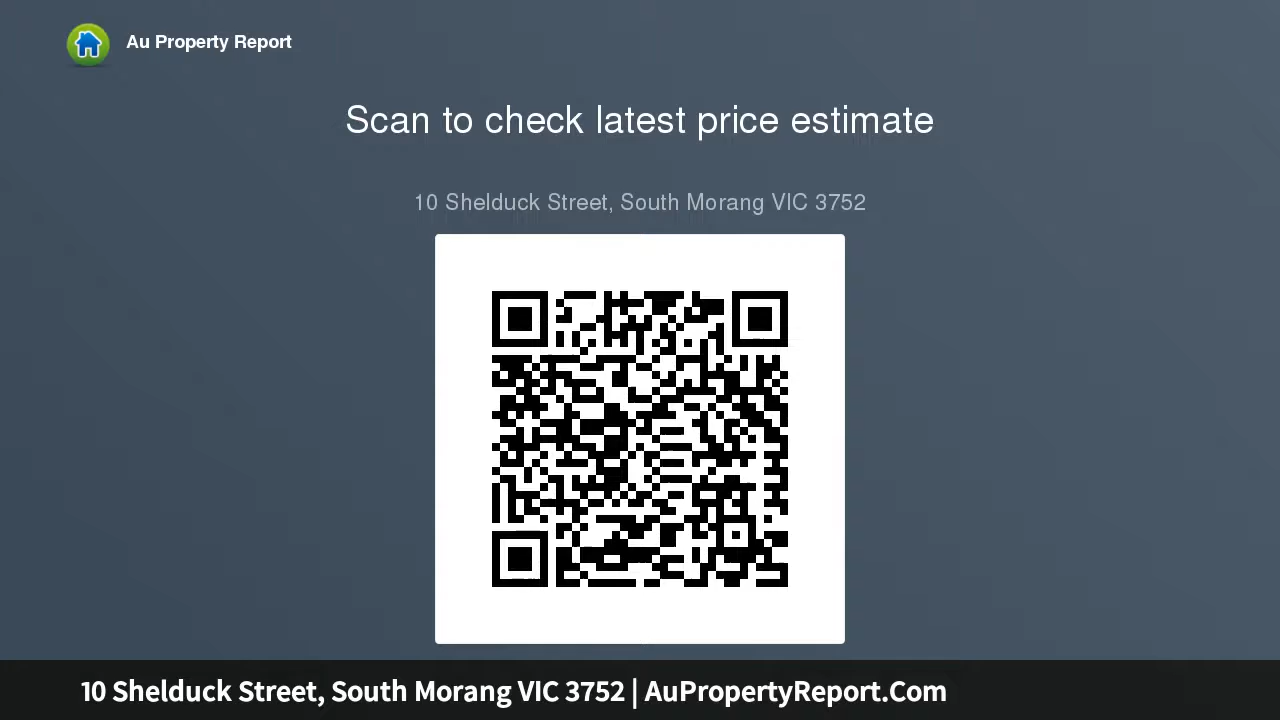 Au Property Report
Scan to check latest price estimate
10 Shelduck Street, South Morang VIC 3752
10 Shelduck Street, South Morang VIC 3752 | AuPropertyReport.Com